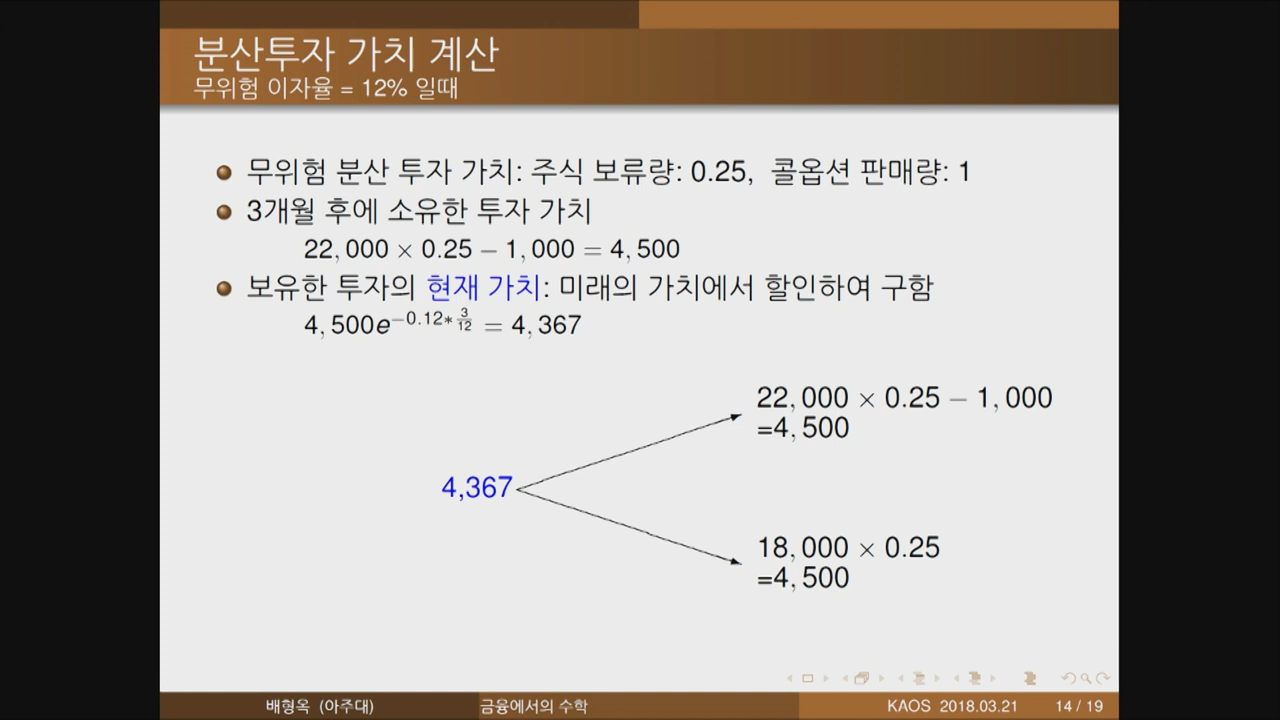 분산투자 가치 계산
무위험 이자율 = 12% 일때
무위험 분산 투자 가치: 주식 보류량: 0.25, 콜옵션 판매량: 1
3개월 후에 소유한 투자 가치
22,000 × 0.25 − 1,000 = 4,500
보유한 투자의 현재 가치: 미래의 가치에서 할인하여 구함
4,500e^{−0.12*\frac{3}{12}} = 4,367
22,000 × 0.25 − 1,000
=4,500
4,367
18,000 × 0.25
=4,500
배형옥 (아주대) 금융에서의 수학 KAOS 2018.03.21 14 / 19